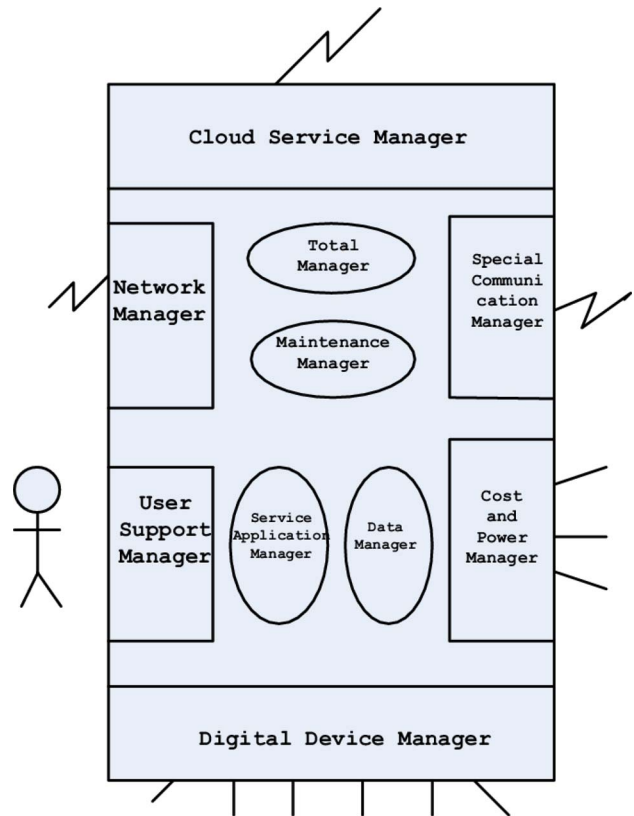 Cloud Service Manager
Total
Manager
Network
Manager
Special
Communi
cation
Manager
Maintenance
Manager
User
Support
Manager
Service
Application
Manager
Data
Manager
Cost
and
Power
Manager
Digital Device Manager